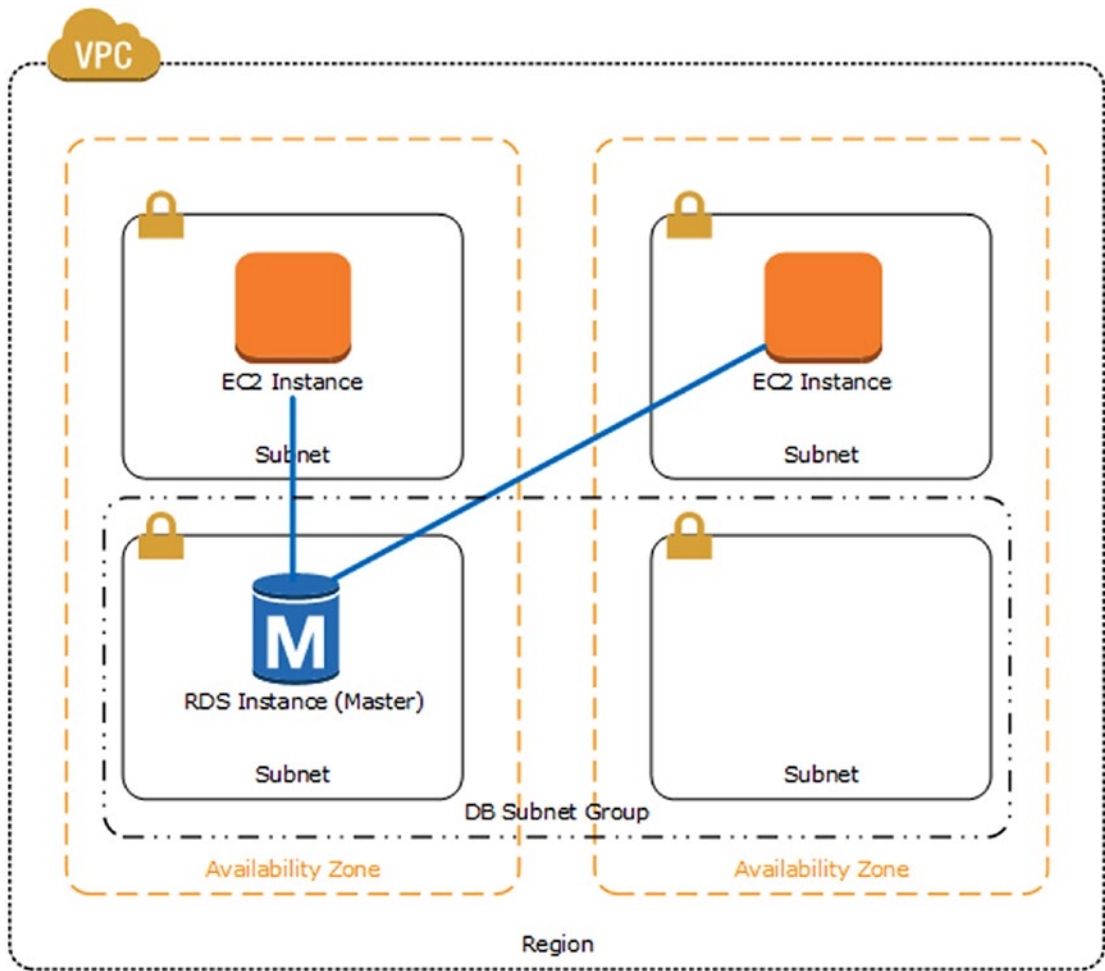 VPC
EC2 Instance
Subnet
EC2 Instance
Subnet
M
RDS Instance (Master)
Subnet
Subnet
DB Subnet Group
Availability Zone
Availability Zone
Region